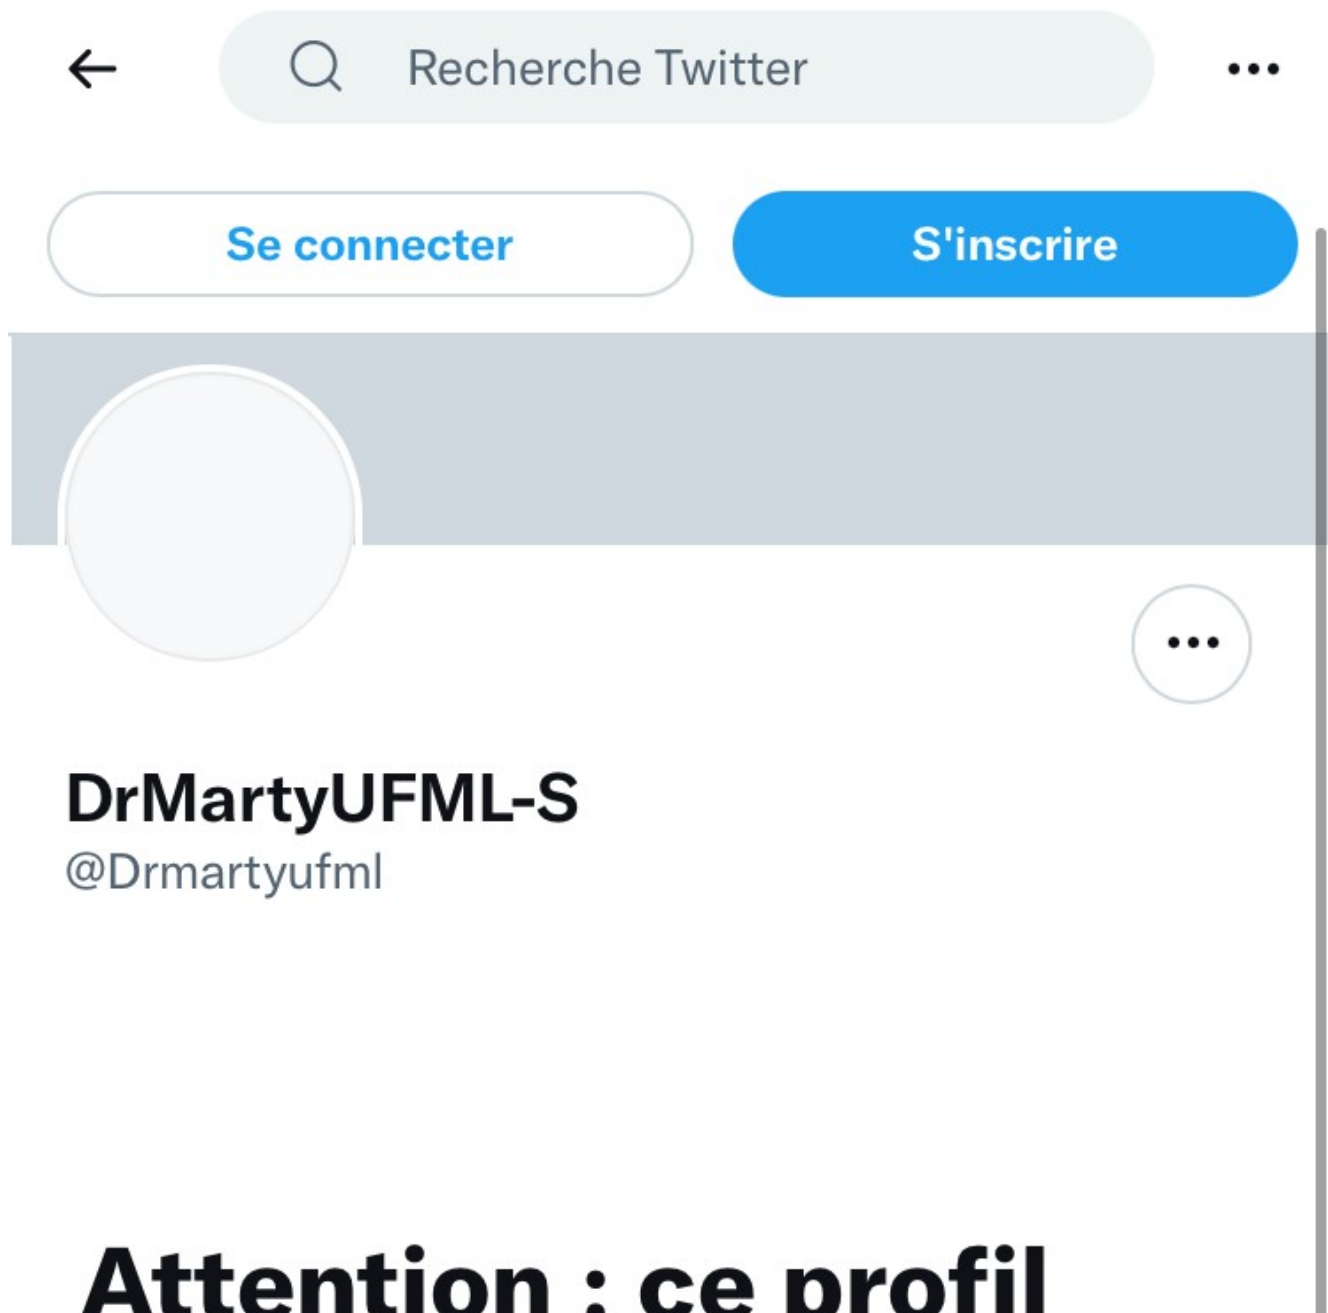 Recherche Twitter
Se connecter
S'inscrire
DrMartyUFML-S
@Drmartyufml
Attention : ce profil